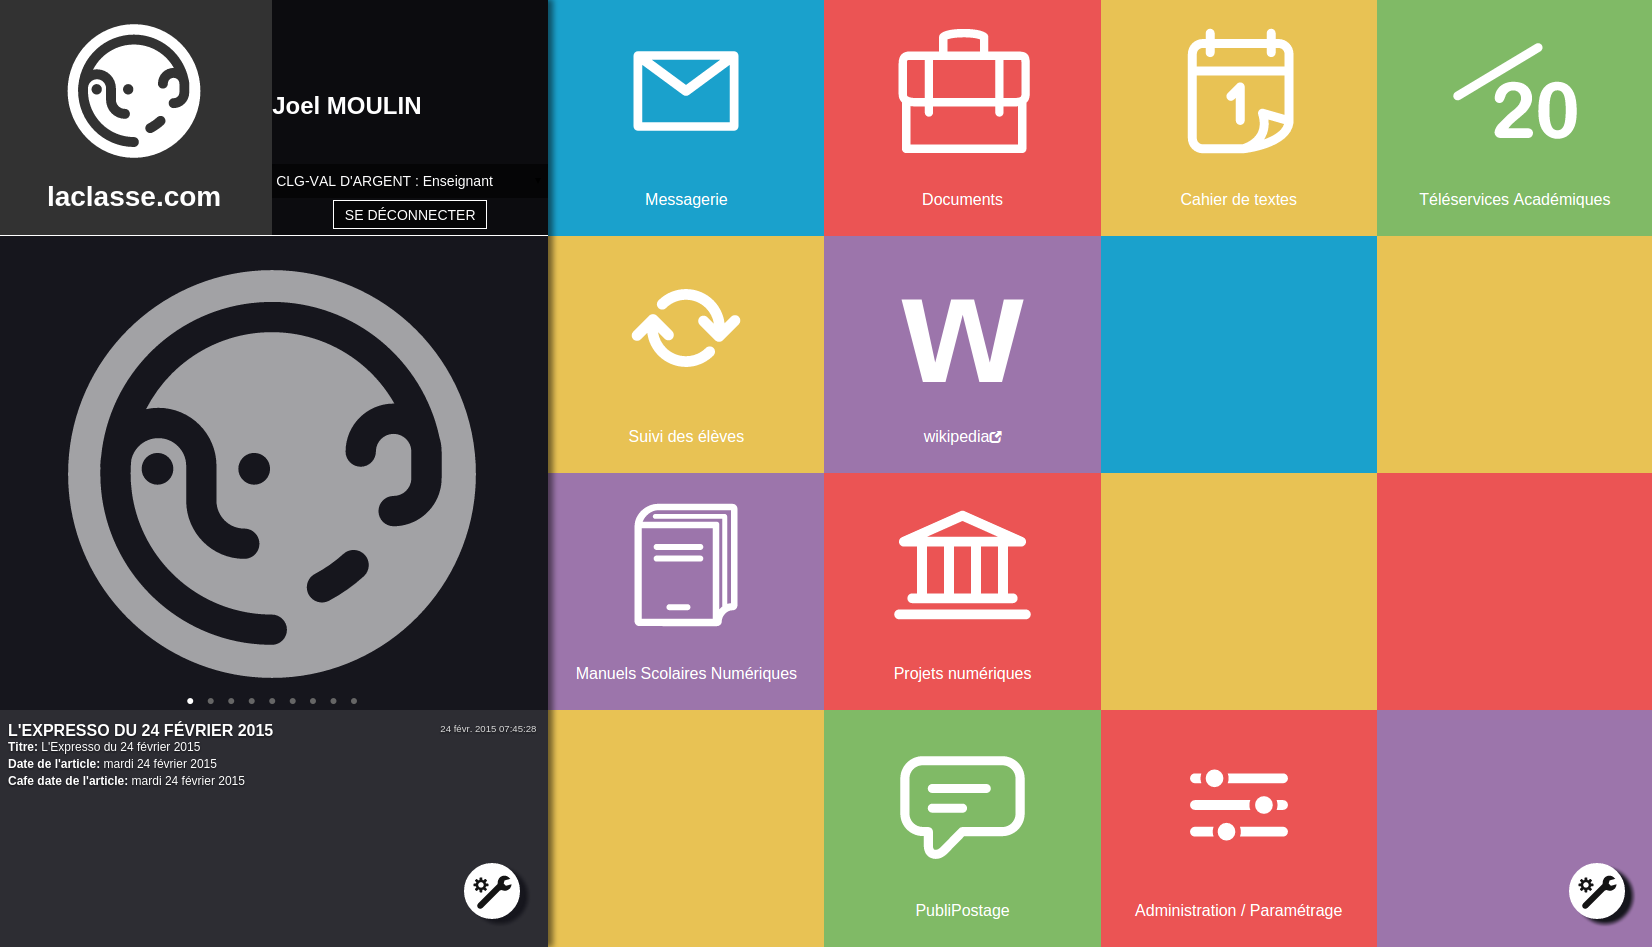 laclasse.com
Joel MOULIN
CLG-VAL D'ARGENT : Enseignant
SE DÉCONNECTER
Messagerie
Documents
1
Cahier de textes
/20
Téléservices Académiques
Suivi des élèves
W
wikipedia
Manuels Scolaires Numériques
Projets numériques
L'EXPRESSO DU 24 FÉVRIER 2015
24 févr. 2015 07:45:28
Titre: L'Expresso du 24 février 2015
Date de l'article: mardi 24 février 2015
Cafe date de l'article: mardi 24 février 2015
PubliPostage
Administration / Paramétrage